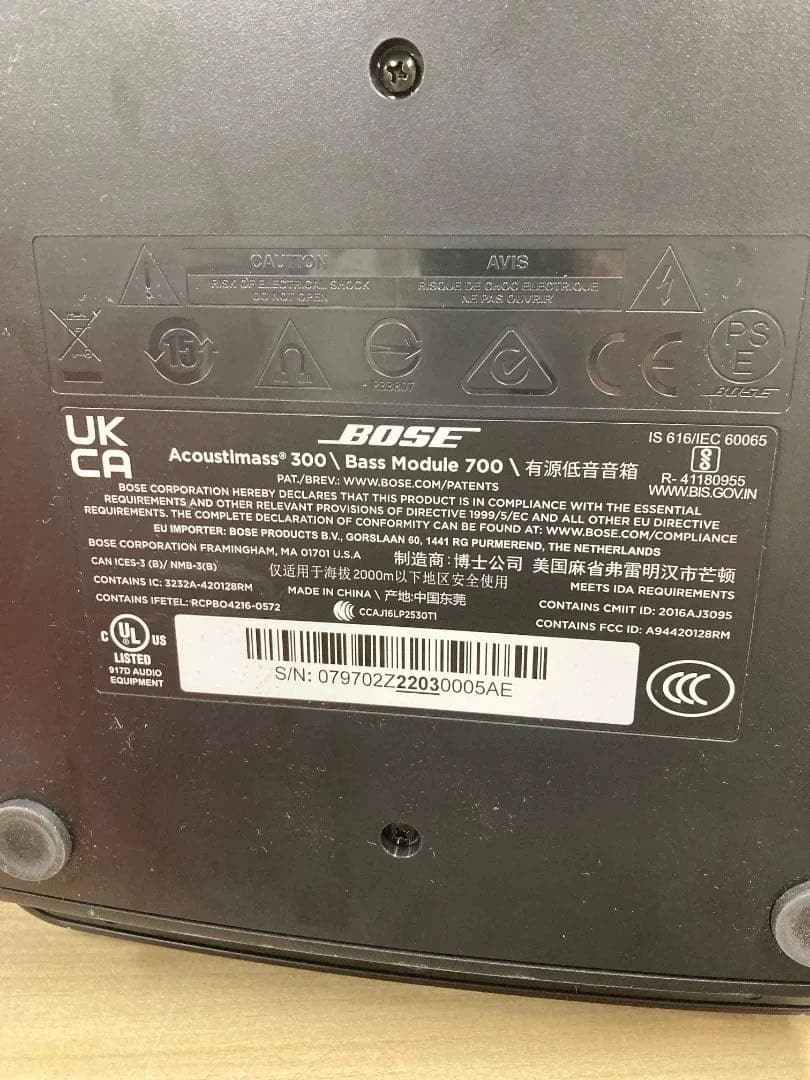 CAUTION
RISK OF ELECTRICAL SHOCK
DO NOT OPEN
AVIS
RISQUE DE CHOC ELECTRIQUE
NE PAS OUVRIR
15
R33807
CE
PS
E
BOSE
UK
CA
BOSE
IS 616/IEC 60065
R- 41180955
WWW.BIS.GOV.IN
Acoustimass® 300 \ Bass Module 700 \ 有源低音音箱
PAT./BREV.: WWW.BOSE.COM/PATENTS
BOSE CORPORATION HEREBY DECLARES THAT THIS PRODUCT IS IN COMPLIANCE WITH THE ESSENTIAL
REQUIREMENTS AND OTHER RELEVANT PROVISIONS OF DIRECTIVE 1999/5/EC AND ALL OTHER EU DIRECTIVE
REQUIREMENTS. THE COMPLETE DECLARATION OF CONFORMITY CAN BE FOUND AT: WWW.BOSE.COM/COMPLIANCE
EU IMPORTER: BOSE PRODUCTS B.V., GORSLAAN 60, 1441 RG PURMEREND, THE NETHERLANDS
BOSE CORPORATION FRAMINGHAM, MA 01701 U.S.A
制造商: 博士公司 美国麻省弗雷明汉市芒顿
CAN ICES-3 (B)/ NMB-3(B)
仅适用于海拔2000m以下地区安全使用
MEETS IDA REQUIREMENTS
CONTAINS IC: 3232A-420128RM
MADE IN CHINA \ 产地:中国东莞
CONTAINS CMIIT ID: 2016AJ3095
CONTAINS IFETEL: RCPBO4216-0572
CCAJ16LP2530T1
CONTAINS FCC ID: A94420128RM
C UL US
LISTED
917D AUDIO
EQUIPMENT
S/N: 079702Z22030005AE
CCC